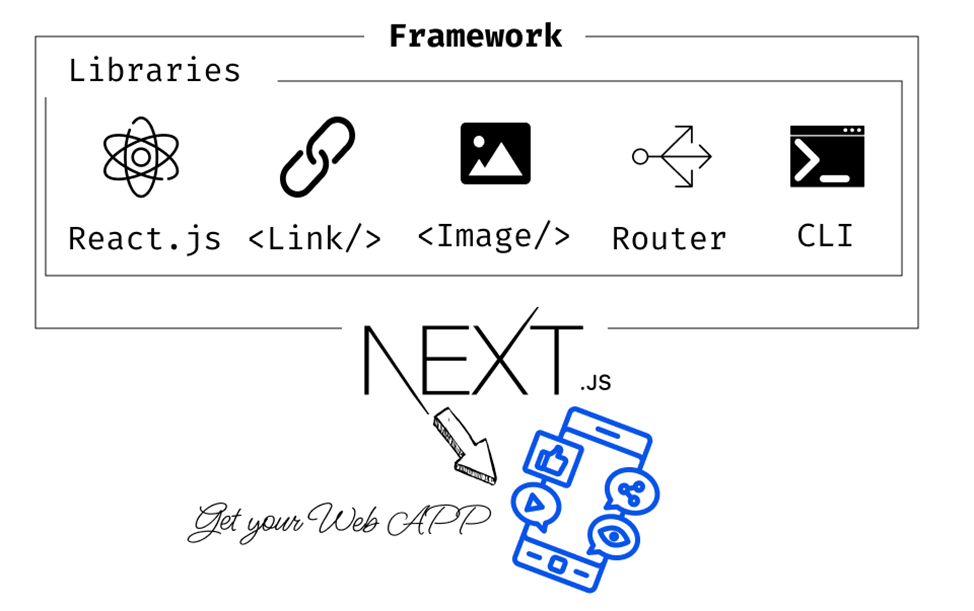 Framework
Libraries
React.js <Link/> <Image/> Router CLI
NEXT.JS
Get your Web APP